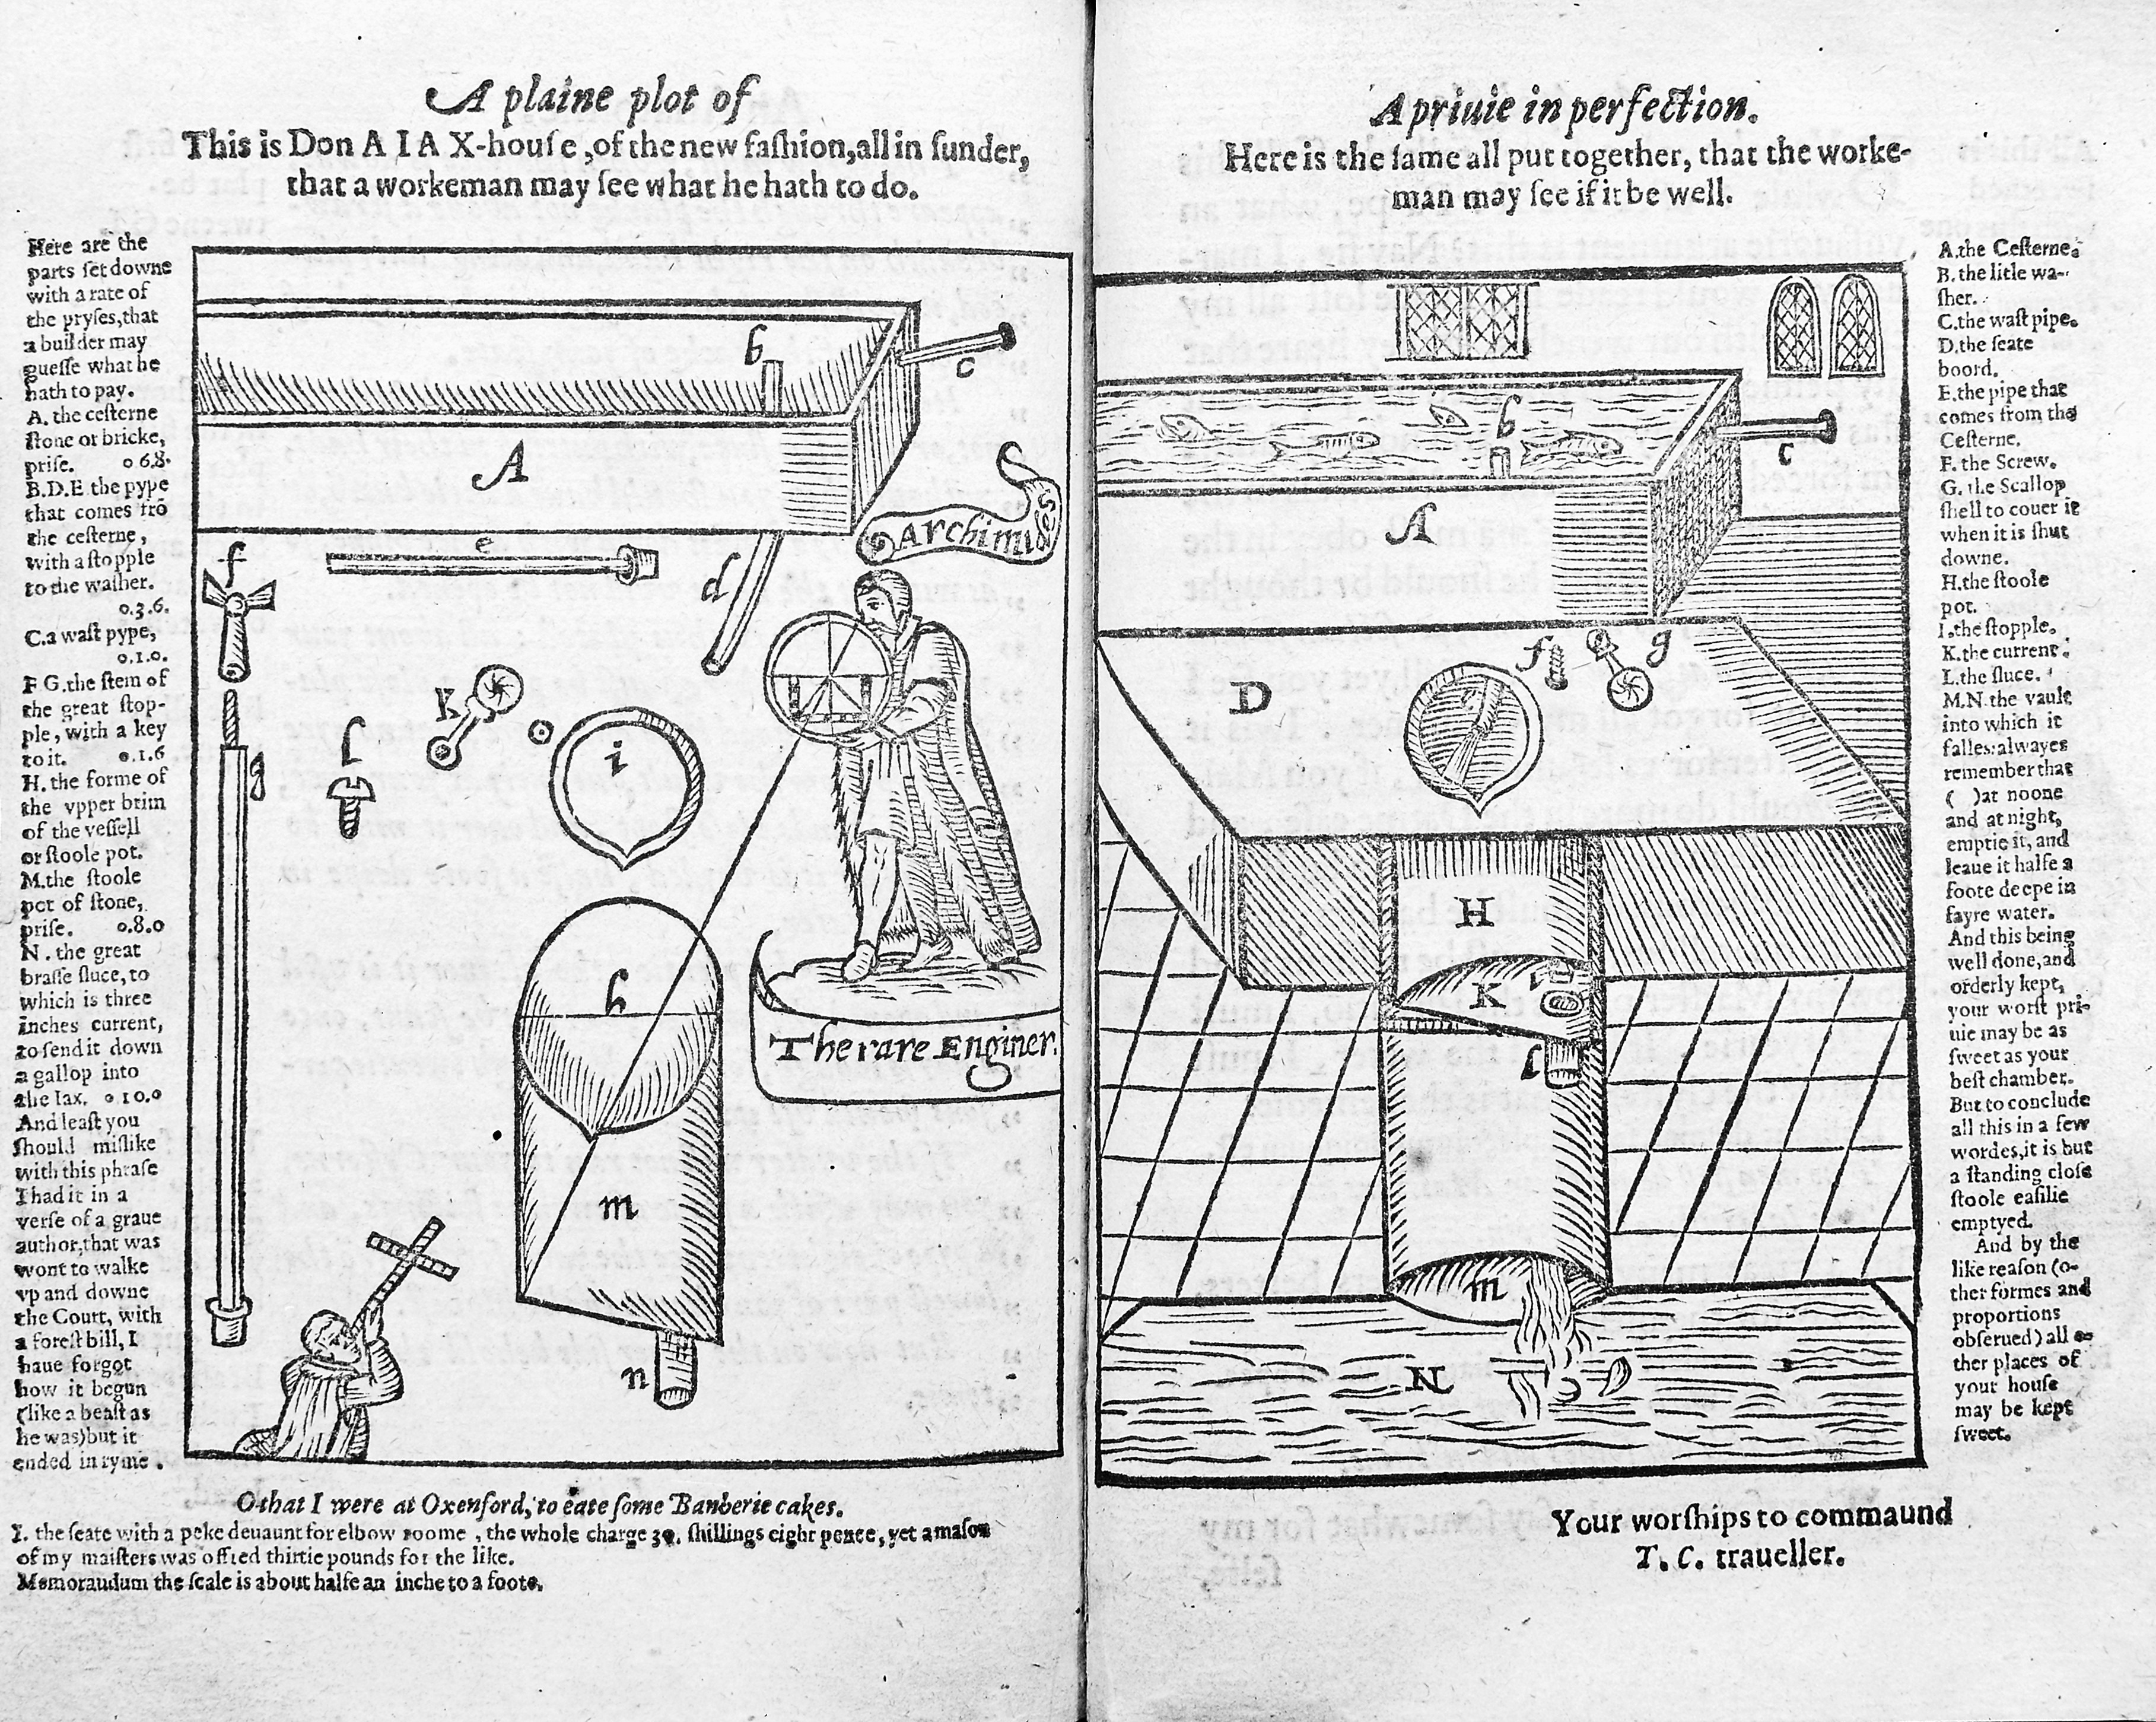 A plaine plot of
This is Don A I A X-houſe, of the new faſhion, all in ſunder,
that a workeman may ſee what he hath to do.
Here are the
parts ſet downe
with a rate of
the pryſes, that
a builder may
gueſſe what he
hath to pay.
A. the ceſterne
ſtone or bricke,
priſe. 0 6.8.
B.D.E the pype
that comes frõ
the ceſterne,
with a ſtopple
to the waſher.
0.3.6.
C.a waſt pype,
0.1.0.
F G.the ſtem of
the great ſtop-
ple, with a key
to it. 0.1.6
H. the forme of
the vpper brim
of the veſſell
or ſtoole pot.
M.the ſtoole
pot of ſtone,
priſe. 0.8.0
N. the great
braſſe ſluce, to
which is three
inches current,
to ſend it down
a gallop into
the Iax. 0 10.0
And leaſt you
ſhould miſlike
with this phraſe
I had it in a
verſe of a graue
author, that was
wont to walke
vp and downe
the Court, with
a foreſt bill, I
haue forgot
how it begun
(like a beaſt as
he was) but it
ended in ryme.
b
c
A
Archimides
e
f
d
K
l
g
i
h
The rare Enginer.
m
n
O that I were at Oxenford, to eate ſome Banberie cakes.
I. the ſeate with a peke deuaunt for elbow roome, the whole charge 30. ſhillings eight pence, yet a maſon
of my maiſters was offred thirtie pounds for the like.
Memoraudum the ſcale is about halfe an inche to a foote.
A priuie in perfection.
Here is the ſame all put together, that the worke-
man may ſee if it be well.
b
c
A
f
g
D
H
K
l
m
N
A.the Ceſterne.
B. the litle wa-
ſher.
C.the waſt pipe.
D.the ſeate
boord.
E.the pipe that
comes from the
Ceſterne.
F. the Screw.
G. the Scallop
ſhell to couer it
when it is ſhut
downe.
H.the ſtoole
pot.
I.the ſtopple.
K.the current.
L.the ſluce.
M.N. the vault
into which it
falles:alwayes
remember that
( )at noone
and at night,
emptie it, and
leaue it halfe a
foote deepe in
fayre water.
And this being
well done,and
orderly kept,
your worſt pri-
uie may be as
ſweet as your
beſt chamber.
But to conclude
all this in a few
wordes,it is but
a ſtanding cloſe
ſtoole eaſilie
emptyed.
And by the
like reaſon (o-
ther formes and
proportions
obſerued) all o-
ther places of
your houſe
may be kept
ſweet.
Your worſhips to commaund
T. C. traueller.